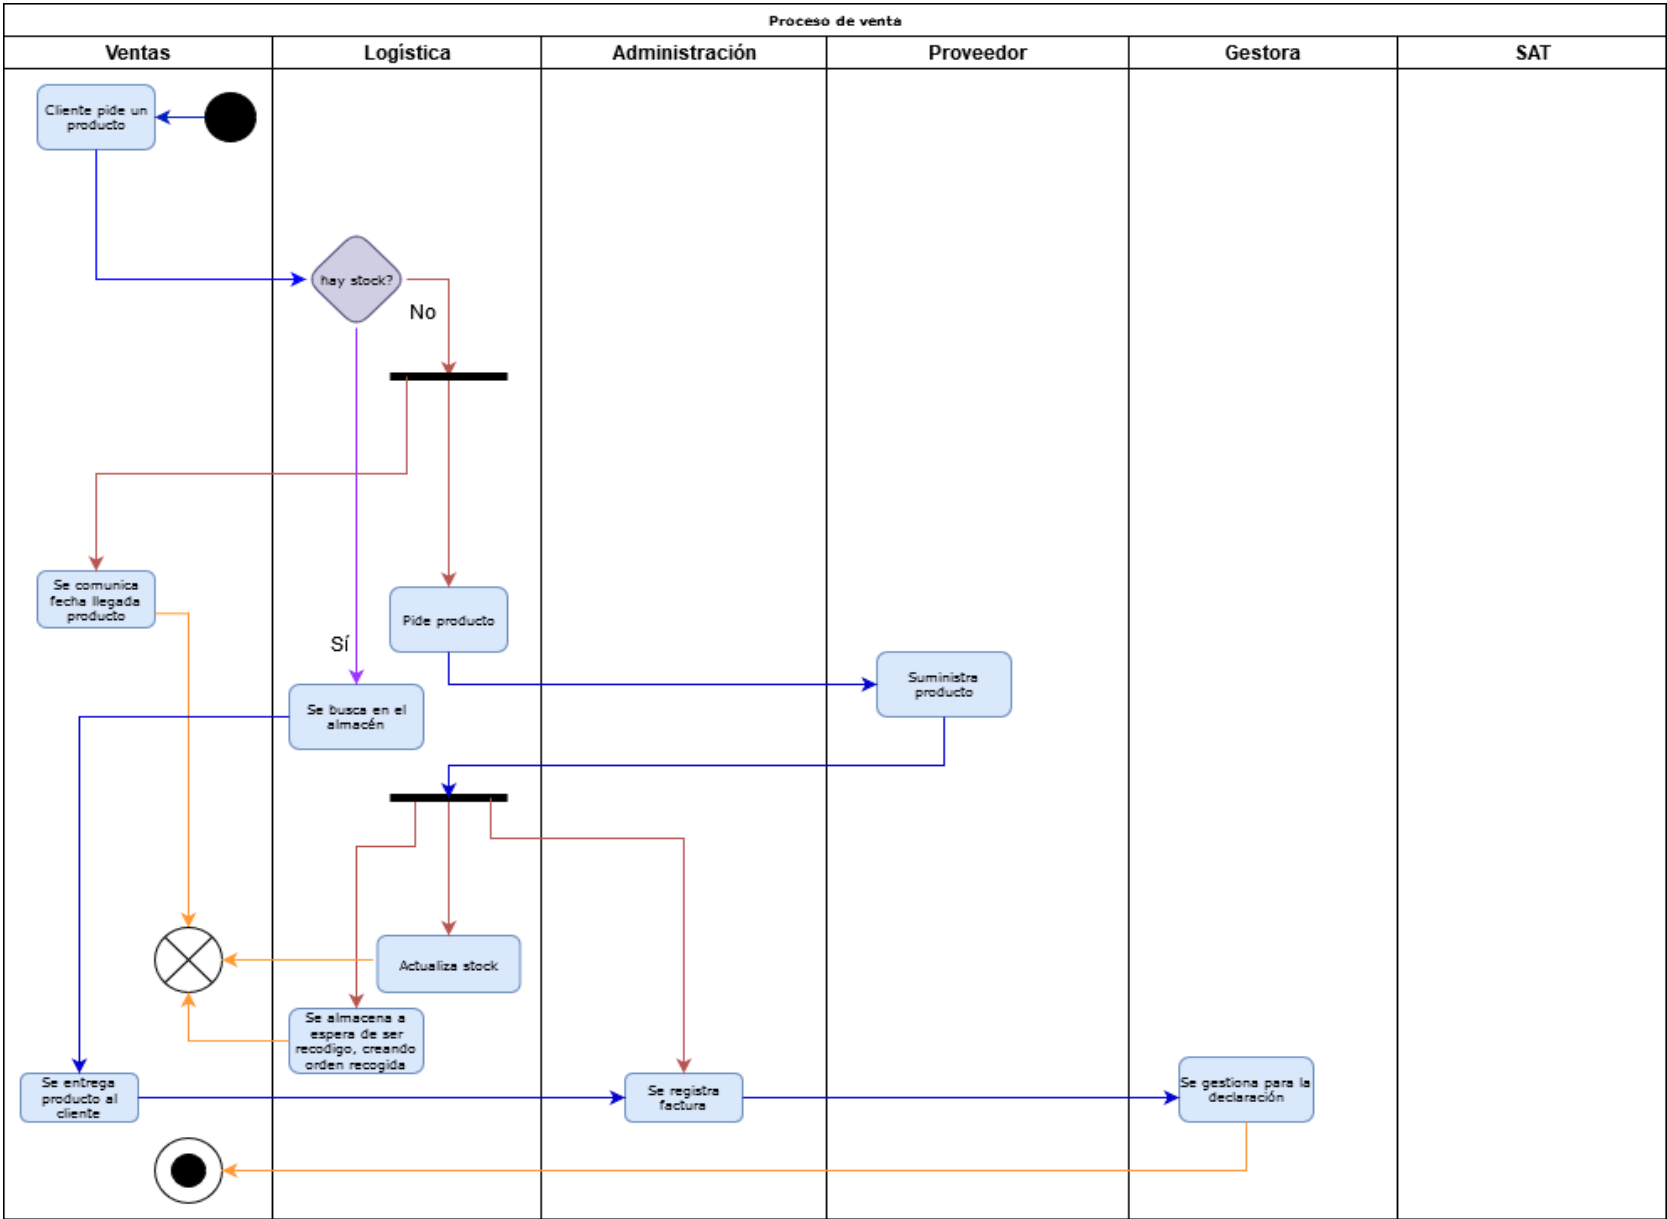 Proceso de venta
Ventas
Logística
Administración
Proveedor
Gestora
SAT
Cliente pide un
producto
hay stock?
No
Se comunica
fecha llegada
producto
Pide producto
Sí
Suministra
producto
Se busca en el
almacén
Actualiza stock
Se almacena a
espera de ser
recodigo, creando
orden recogida
Se entrega
producto al
cliente
Se registra
factura
Se gestiona para la
declaración